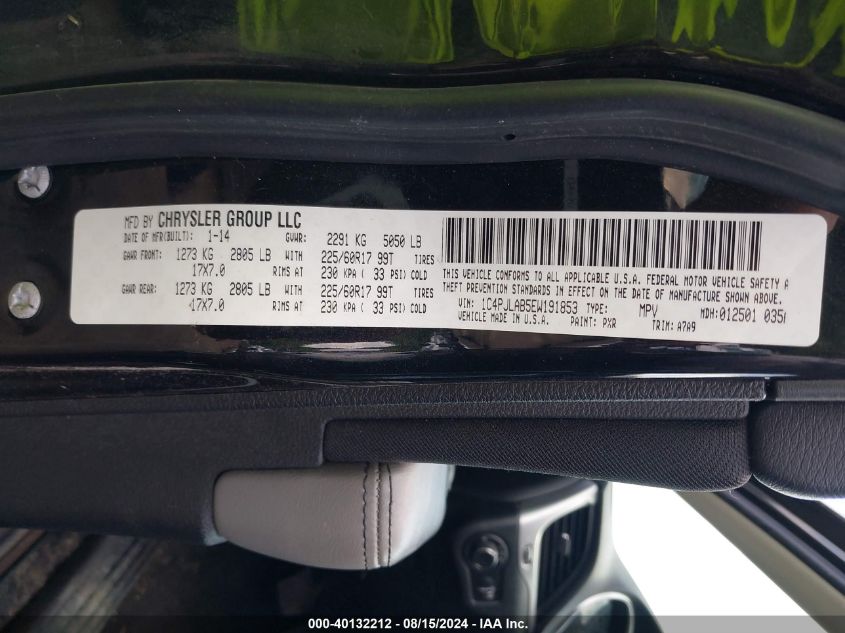 MFD BY CHRYSLER GROUP LLC
DATE OF MFR(BUILT): 1-14 GVWR: 2291 KG 5050 LB
GAWR FRONT: 1273 KG 2805 LB WITH 225/60R17 99T TIRES
17X7.0 RIMS AT 230 KPA ( 33 PSI) COLD
GAWR REAR: 1273 KG 2805 LB WITH 225/60R17 99T TIRES
17X7.0 RIMS AT 230 KPA ( 33 PSI) COLD
THIS VEHICLE CONFORMS TO ALL APPLICABLE U.S.A. FEDERAL MOTOR VEHICLE SAFETY A
THEFT PREVENTION STANDARDS IN EFFECT ON THE DATE OF MANUFACTURE SHOWN ABOVE.
VIN: 1C4PJLAB5EW191853 TYPE: MPV MDH:012501 035
VEHICLE MADE IN U.S.A. PAINT: PXR TRIM: A7A9
000-40132212 - 08/15/2024 - IAA Inc.